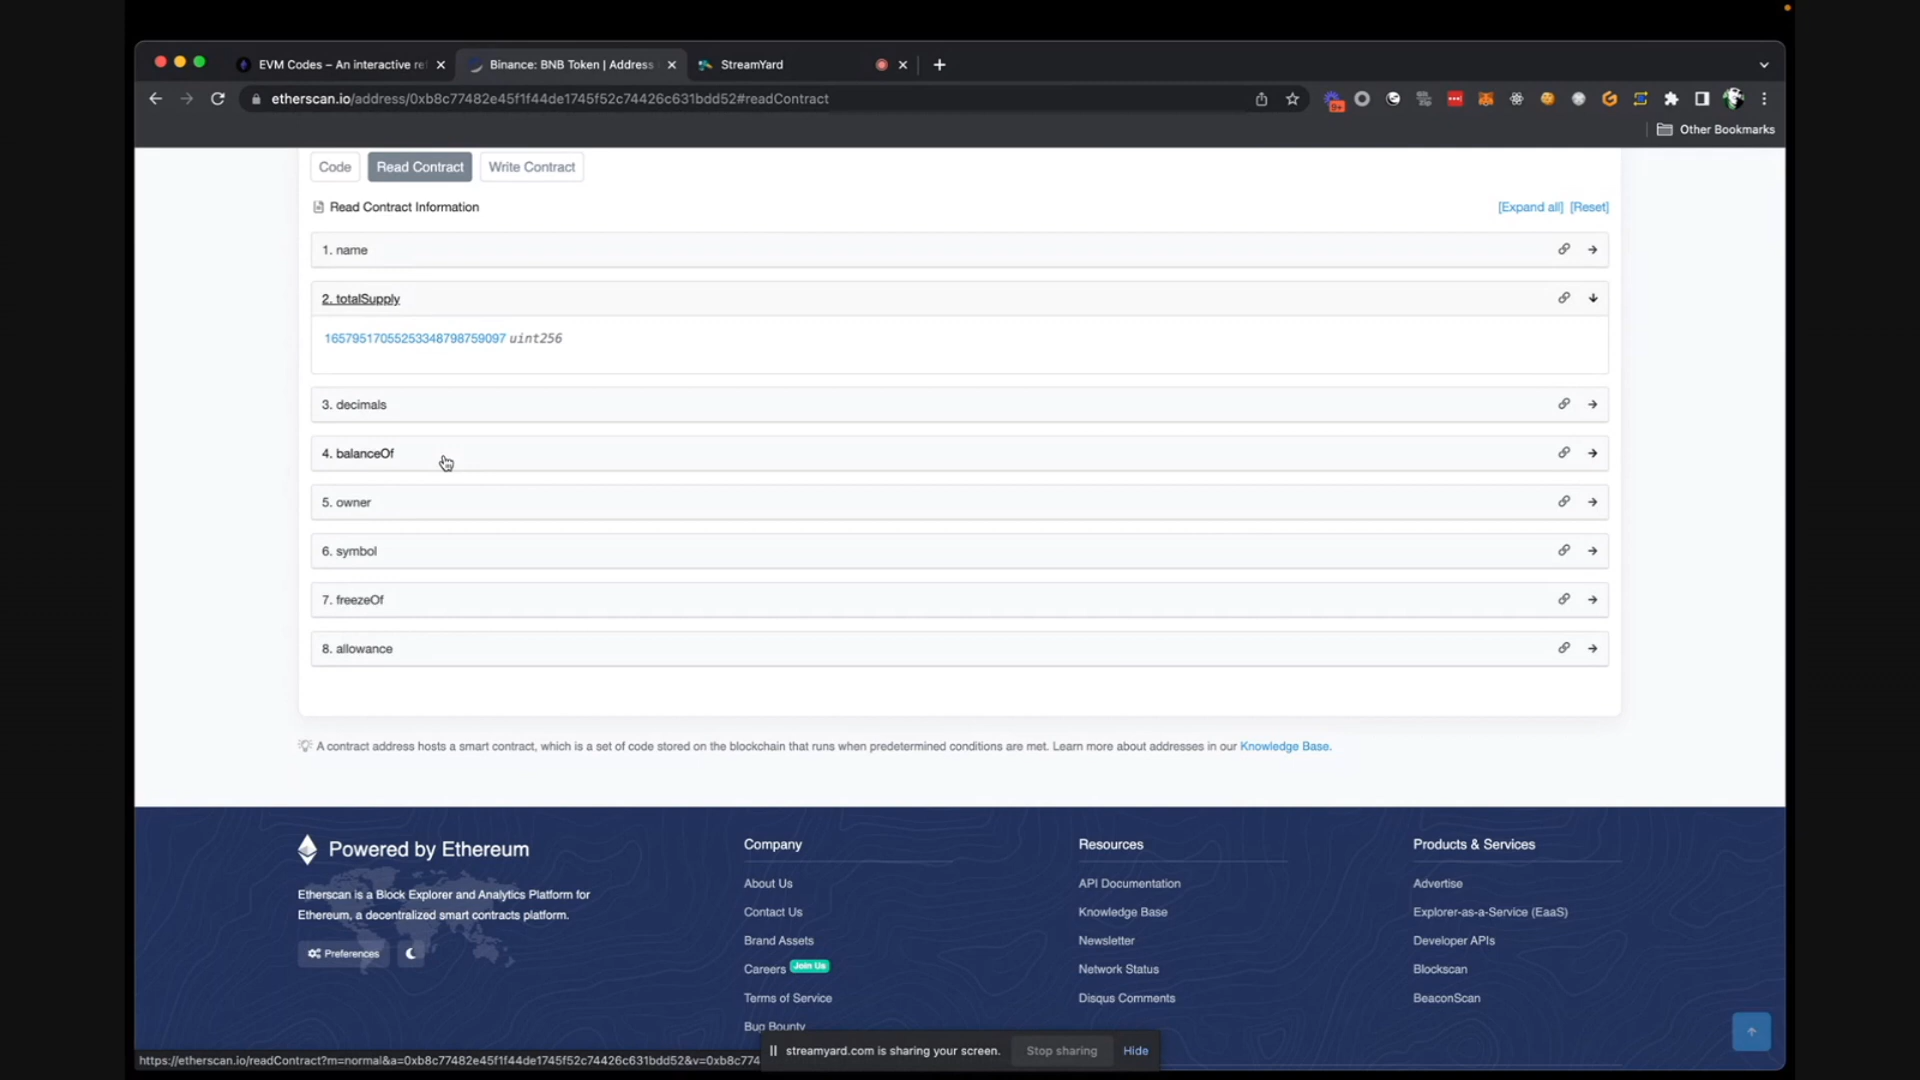 EVM Codes – An interactive re
Binance: BNB Token | Address
StreamYard
etherscan.io/address/0xb8c77482e45f1f44de1745f52c74426c631bdd52#readContract
9+
Other Bookmarks
Code
Read Contract
Write Contract
Read Contract Information
[Expand all] [Reset]
1. name
2. totalSupply
16579517055253348798759097 uint256
3. decimals
4. balanceOf
5. owner
6. symbol
7. freezeOf
8. allowance
A contract address hosts a smart contract, which is a set of code stored on the blockchain that runs when predetermined conditions are met. Learn more about addresses in our Knowledge Base.
Powered by Ethereum
Etherscan is a Block Explorer and Analytics Platform for
Ethereum, a decentralized smart contracts platform.
Preferences
Company
About Us
Contact Us
Brand Assets
Careers Join Us
Terms of Service
Bug Bounty
Resources
API Documentation
Knowledge Base
Newsletter
Network Status
Disqus Comments
Products & Services
Advertise
Explorer-as-a-Service (EaaS)
Developer APIs
Blockscan
BeaconScan
streamyard.com is sharing your screen.
Stop sharing
Hide
https://etherscan.io/readContract?m=normal&a=0xb8c77482e45f1f44de1745f52c74426c631bdd52&v=0xb8c774